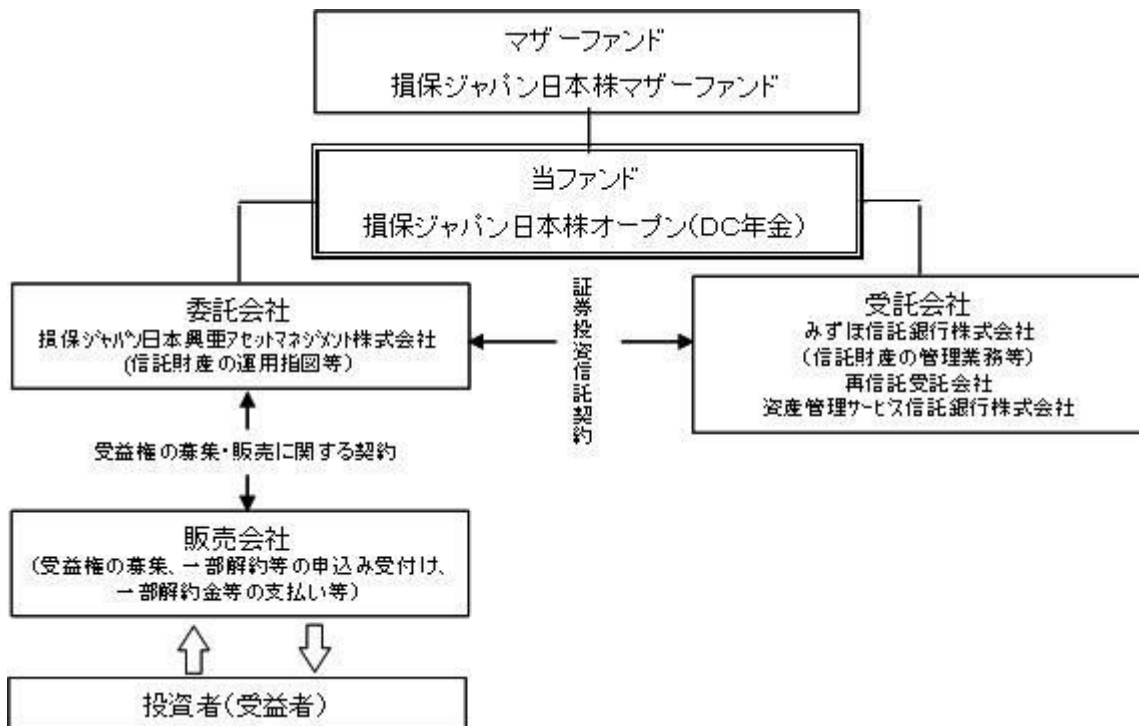 マザーファンド
損保ジャパン日本株マザーファンド
当ファンド
損保ジャパン日本株オープン(DC年金)
委託会社
損保ジャパン日本興亜アセットマネジメント株式会社
(信託財産の運用指図等)
証券投資信託契約
受託会社
みずほ信託銀行株式会社
(信託財産の管理業務等)
再信託受託会社
資産管理サービス信託銀行株式会社
受益権の募集・販売に関する契約
販売会社
(受益権の募集、一部解約等の申込み受付け、
一部解約金等の支払い等)
投資者(受益者)